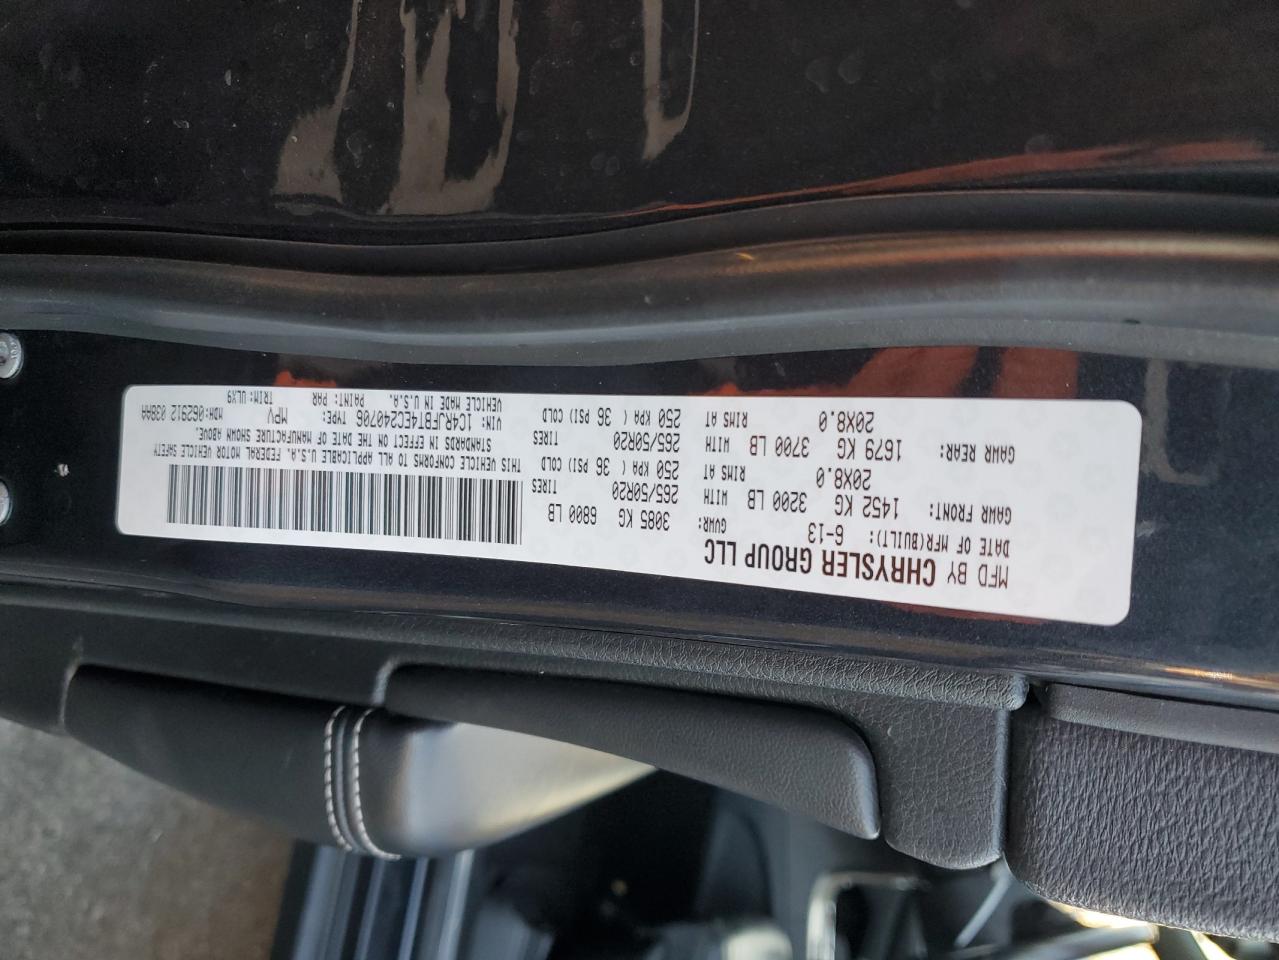 MFD BY CHRYSLER GROUP LLC
DATE OF MFR(BUILT): 6-13 GVWR: 3085 KG 6800 LB
GAWR FRONT: 1452 KG 3200 LB WITH 265/50R20 TIRES
20X8.0 RIMS AT 250 KPA ( 36 PSI) COLD
GAWR REAR: 1679 KG 3700 LB WITH 265/50R20 TIRES
20X8.0 RIMS AT 250 KPA ( 36 PSI) COLD
THIS VEHICLE CONFORMS TO ALL APPLICABLE U.S.A. FEDERAL MOTOR VEHICLE SAFETY
STANDARDS IN EFFECT ON THE DATE OF MANUFACTURE SHOWN ABOVE.
VIN: 1C4RJFBT4EC240706 TYPE: MPV MDH:062912 038AA
VEHICLE MADE IN U.S.A. PAINT: PAR TRIM: ULX9